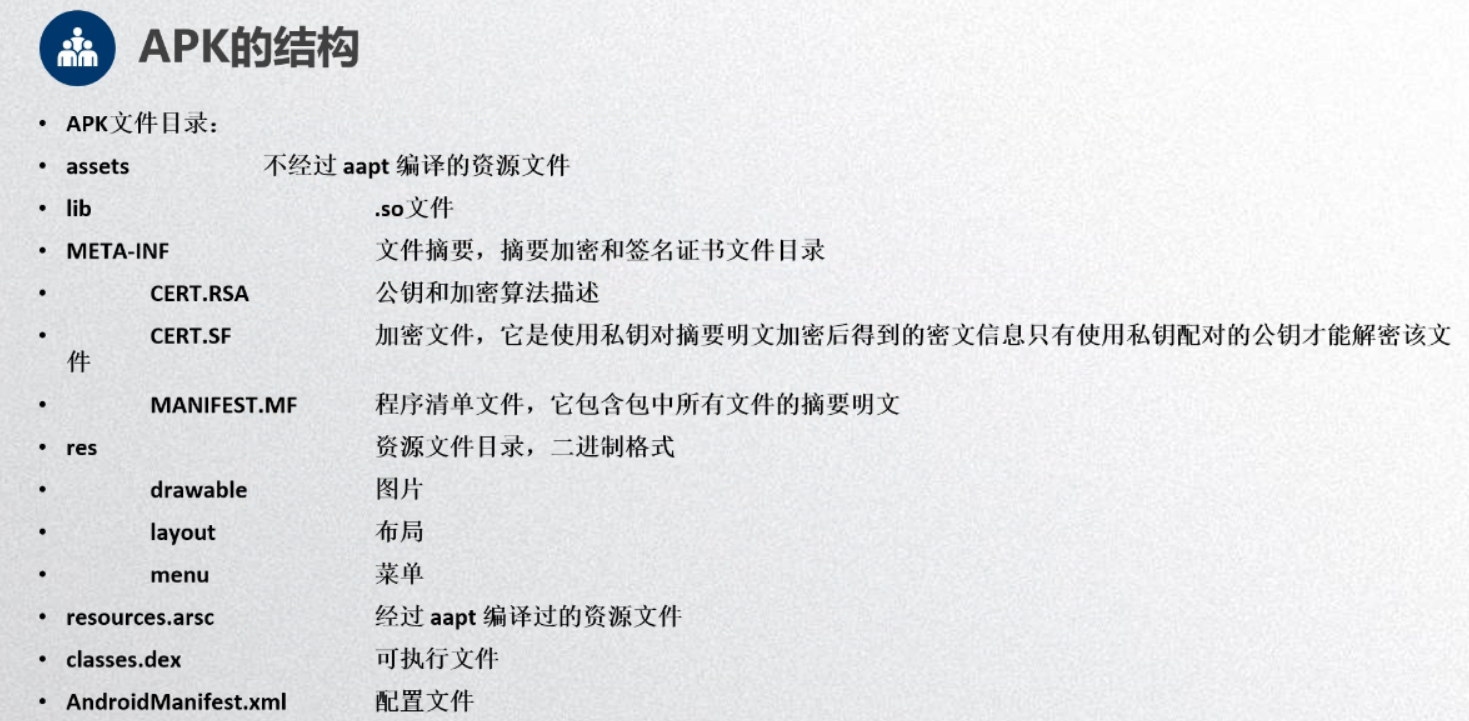 APK的结构
• APK文件目录：
• assets 不经过 aapt 编译的资源文件
• lib .so文件
• META-INF 文件摘要，摘要加密和签名证书文件目录
• CERT.RSA 公钥和加密算法描述
• CERT.SF 加密文件，它是使用私钥对摘要明文加密后得到的密文信息只有使用私钥配对的公钥才能解密该文
件
• MANIFEST.MF 程序清单文件，它包含包中所有文件的摘要明文
• res 资源文件目录，二进制格式
• drawable 图片
• layout 布局
• menu 菜单
• resources.arsc 经过 aapt 编译过的资源文件
• classes.dex 可执行文件
• AndroidManifest.xml 配置文件